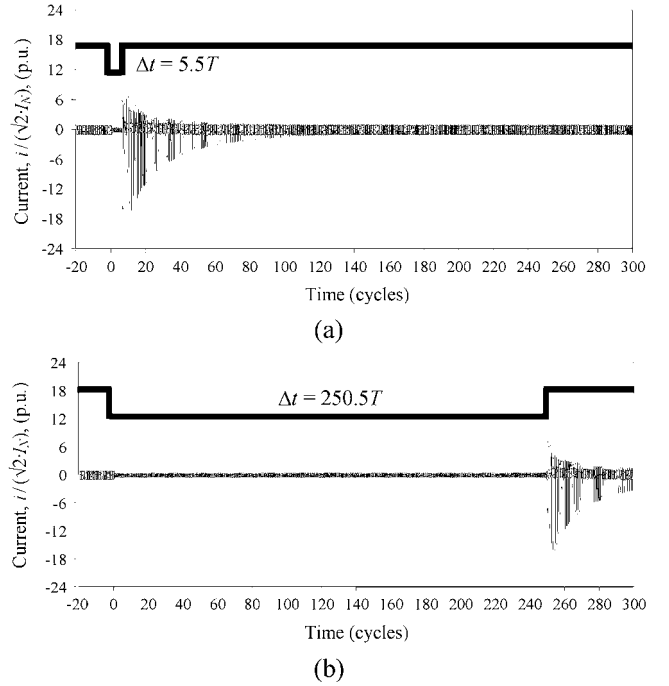 24
18
12
6
0
-6
-12
-18
-24
Current, i / (√2·I_N), (p.u.)
Δt = 5.5T
-20 0 20 40 60 80 100 120 140 160 180 200 220 240 260 280 300
Time (cycles)
(a)
24
18
12
6
0
-6
-12
-18
-24
Current, i / (√2·I_N), (p.u.)
Δt = 250.5T
-20 0 20 40 60 80 100 120 140 160 180 200 220 240 260 280 300
Time (cycles)
(b)